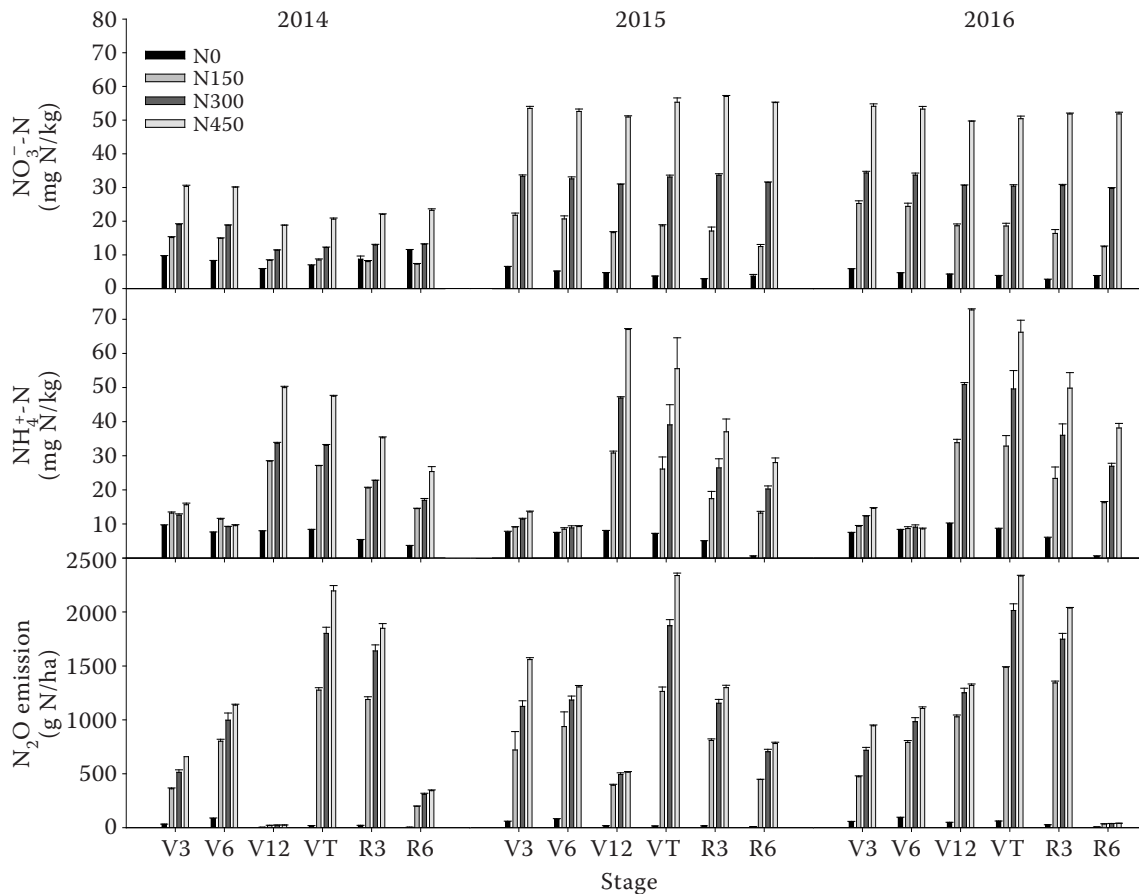 2014 2015 2016
N0
N150
N300
N450
NO₃⁻-N
(mg N/kg)
80
70
60
50
40
30
20
10
0
NH₄⁺-N
(mg N/kg)
70
60
50
40
30
20
10
N₂O emission
(g N/ha)
2500
2000
1500
1000
500
0
V3 V6 V12 VT R3 R6 V3 V6 V12 VT R3 R6 V3 V6 V12 VT R3 R6
Stage